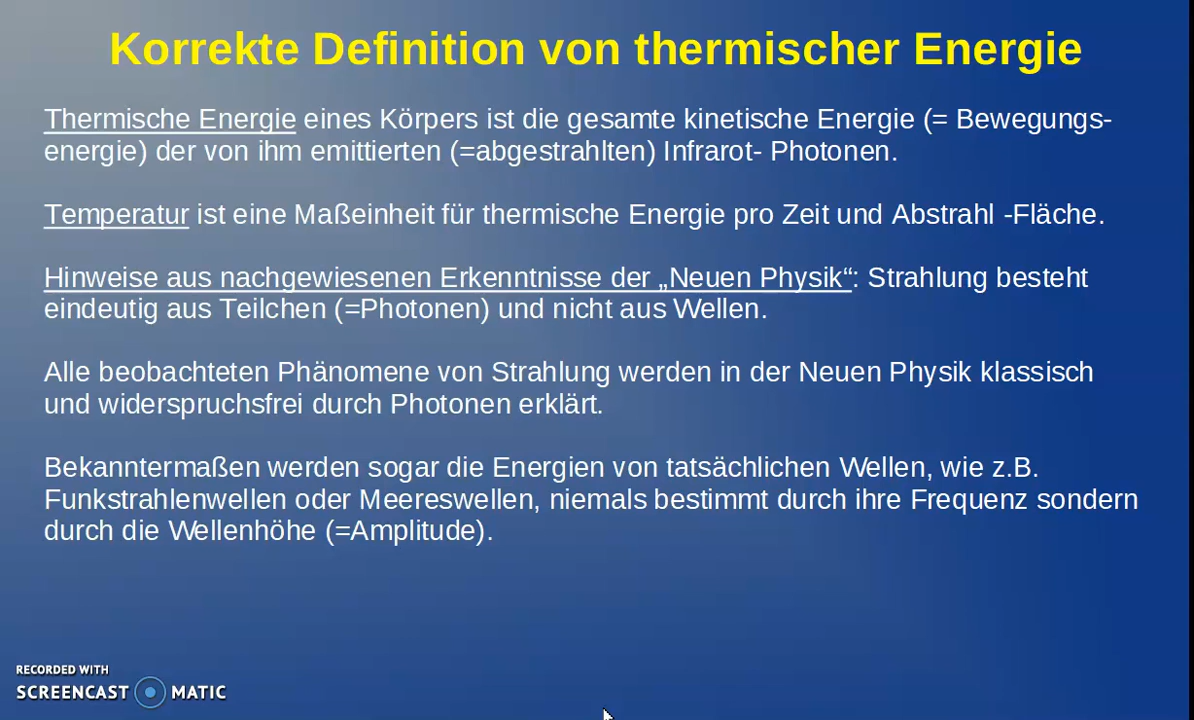 Korrekte Definition von thermischer Energie
Thermische Energie eines Körpers ist die gesamte kinetische Energie (= Bewegungs-
energie) der von ihm emittierten (=abgestrahlten) Infrarot- Photonen.
Temperatur ist eine Maßeinheit für thermische Energie pro Zeit und Abstrahl -Fläche.
Hinweise aus nachgewiesenen Erkenntnisse der „Neuen Physik“: Strahlung besteht
eindeutig aus Teilchen (=Photonen) und nicht aus Wellen.
Alle beobachteten Phänomene von Strahlung werden in der Neuen Physik klassisch
und widerspruchsfrei durch Photonen erklärt.
Bekanntermaßen werden sogar die Energien von tatsächlichen Wellen, wie z.B.
Funkstrahlenwellen oder Meereswellen, niemals bestimmt durch ihre Frequenz sondern
durch die Wellenhöhe (=Amplitude).
RECORDED WITH
SCREENCAST MATIC